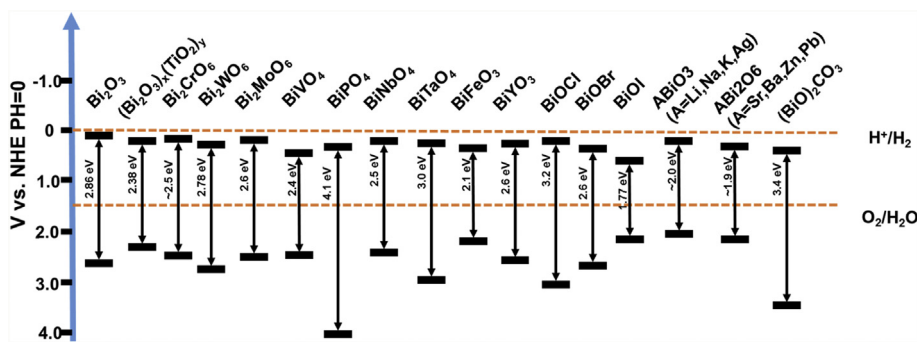 V vs. NHE PH=0
-1.0
0
1.0
2.0
3.0
4.0
Bi₂O₃
(Bi₂O₃)ₓ(TiO₂)ᵧ
Bi₂CrO₆
Bi₂WO₆
Bi₂MoO₆
BiVO₄
BiPO₄
BiNbO₄
BiTaO₄
BiFeO₃
BiYO₃
BiOCl
BiOBr
BiOI
ABiO3
(A=Li,Na,K,Ag)
ABi2O6
(A=Sr,Ba,Zn,Pb)
(BiO)₂CO₃
H⁺/H₂
O₂/H₂O
2.86 eV
2.38 eV
~2.5 eV
2.78 eV
2.6 eV
2.4 eV
4.1 eV
2.5 eV
3.0 eV
2.1 eV
2.6 eV
3.2 eV
2.6 eV
1.77 eV
~2.0 eV
~1.9 eV
3.4 eV